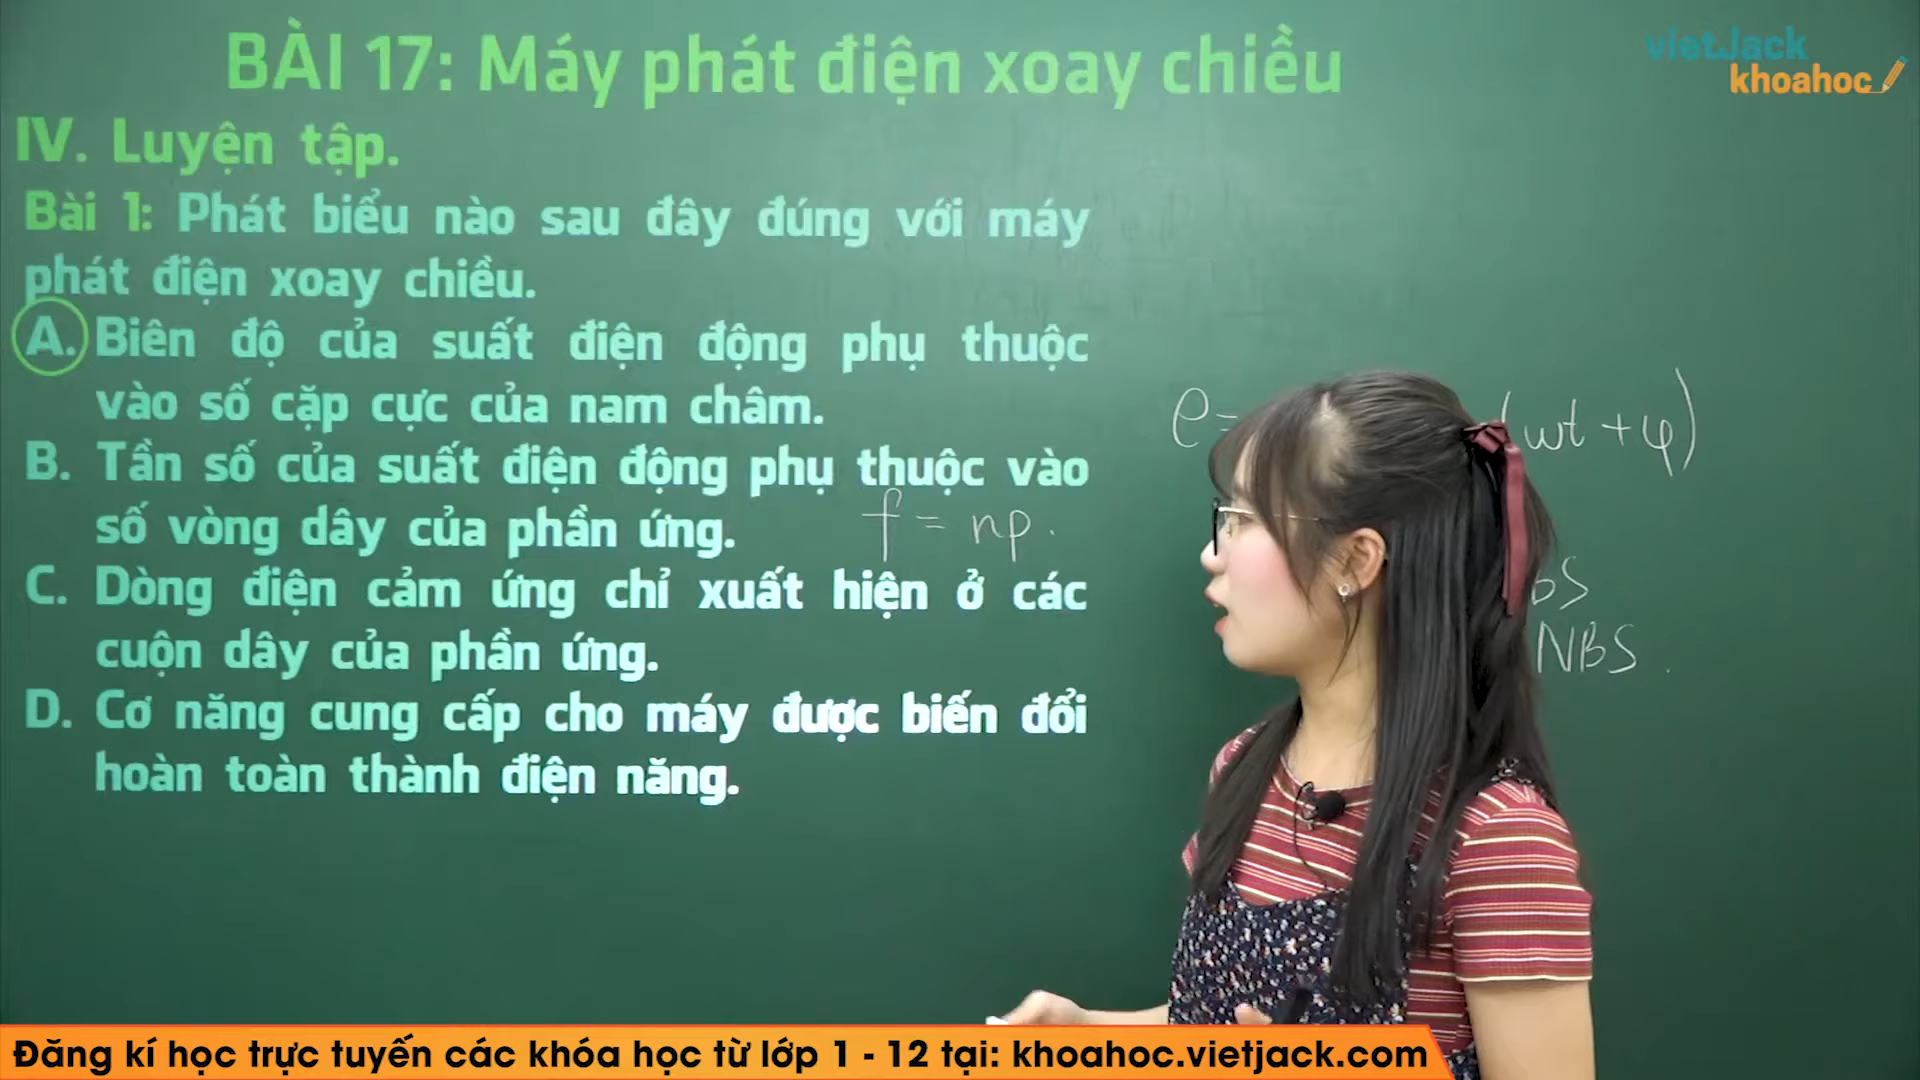 BÀI 17: Máy phát điện xoay chiều
vietJack
khoahoc
IV. Luyện tập.
Bài 1: Phát biểu nào sau đây đúng với máy
phát điện xoay chiều.
A. Biên độ của suất điện động phụ thuộc
vào số cặp cực của nam châm.
e= (wt+φ)
B. Tần số của suất điện động phụ thuộc vào
số vòng dây của phần ứng.
f = np.
C. Dòng điện cảm ứng chỉ xuất hiện ở các
cuộn dây của phần ứng.
NBS.
D. Cơ năng cung cấp cho máy được biến đổi
hoàn toàn thành điện năng.
Đăng kí học trực tuyến các khóa học từ lớp 1 - 12 tại: khoahoc.vietjack.com